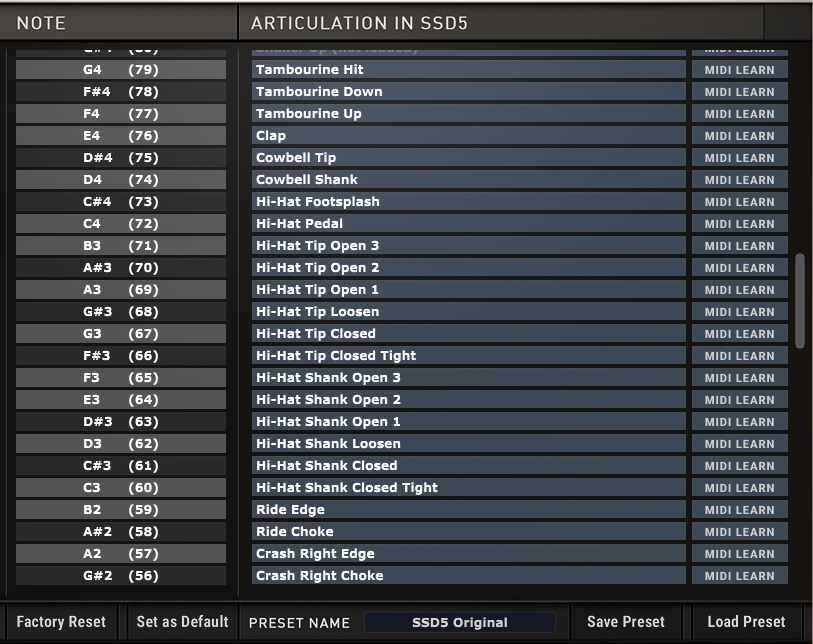 NOTE ARTICULATION IN SSD5
G4 (79) Tambourine Hit MIDI LEARN
F#4 (78) Tambourine Down MIDI LEARN
F4 (77) Tambourine Up MIDI LEARN
E4 (76) Clap MIDI LEARN
D#4 (75) Cowbell Tip MIDI LEARN
D4 (74) Cowbell Shank MIDI LEARN
C#4 (73) Hi-Hat Footsplash MIDI LEARN
C4 (72) Hi-Hat Pedal MIDI LEARN
B3 (71) Hi-Hat Tip Open 3 MIDI LEARN
A#3 (70) Hi-Hat Tip Open 2 MIDI LEARN
A3 (69) Hi-Hat Tip Open 1 MIDI LEARN
G#3 (68) Hi-Hat Tip Loosen MIDI LEARN
G3 (67) Hi-Hat Tip Closed MIDI LEARN
F#3 (66) Hi-Hat Tip Closed Tight MIDI LEARN
F3 (65) Hi-Hat Shank Open 3 MIDI LEARN
E3 (64) Hi-Hat Shank Open 2 MIDI LEARN
D#3 (63) Hi-Hat Shank Open 1 MIDI LEARN
D3 (62) Hi-Hat Shank Loosen MIDI LEARN
C#3 (61) Hi-Hat Shank Closed MIDI LEARN
C3 (60) Hi-Hat Shank Closed Tight MIDI LEARN
B2 (59) Ride Edge MIDI LEARN
A#2 (58) Ride Choke MIDI LEARN
A2 (57) Crash Right Edge MIDI LEARN
G#2 (56) Crash Right Choke MIDI LEARN
Factory Reset Set as Default PRESET NAME SSD5 Original Save Preset Load Preset